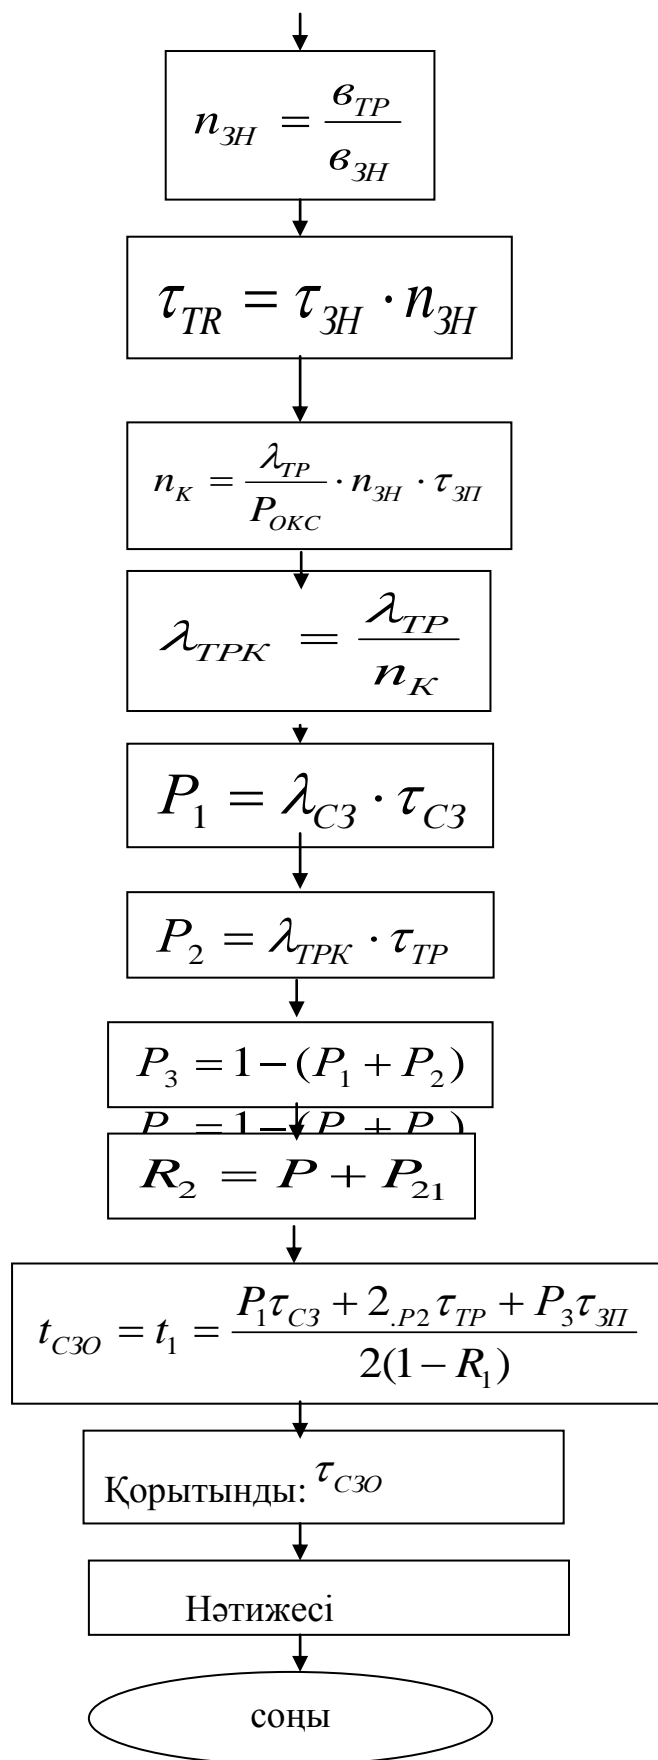 n_ЗН = в_ТР / в_ЗН
τ_TR = τ_ЗН · n_ЗН
n_К = λ_ТР / P_ОКС · n_ЗН · τ_ЗП
λ_ТРК = λ_ТР / n_К
P_1 = λ_СЗ · τ_СЗ
P_2 = λ_ТРК · τ_ТР
P_3 = 1 − (P_1 + P_2)
P = 1 − (P + P )
R_2 = P + P_21
t_СЗО = t_1 = P_1τ_СЗ + 2_.P2 τ_ТР + P_3τ_ЗП / 2(1 − R_1)
Қорытынды: τ_СЗО
Нәтижесі
соңы